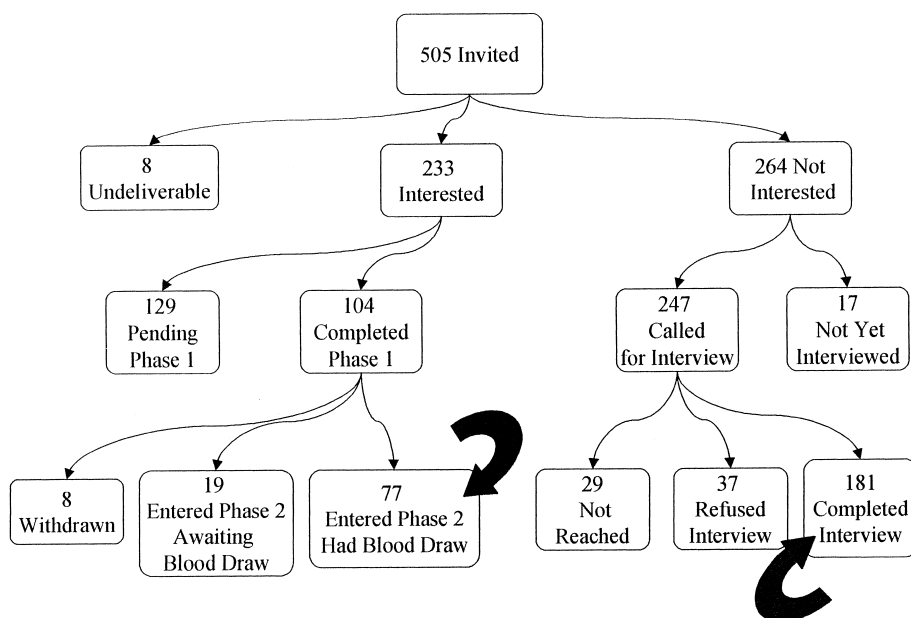 505 Invited
8
Undeliverable
233
Interested
264 Not
Interested
129
Pending
Phase 1
104
Completed
Phase 1
247
Called
for Interview
17
Not Yet
Interviewed
8
Withdrawn
19
Entered Phase 2
Awaiting
Blood Draw
77
Entered Phase 2
Had Blood Draw
29
Not
Reached
37
Refused
Interview
181
Completed
Interview